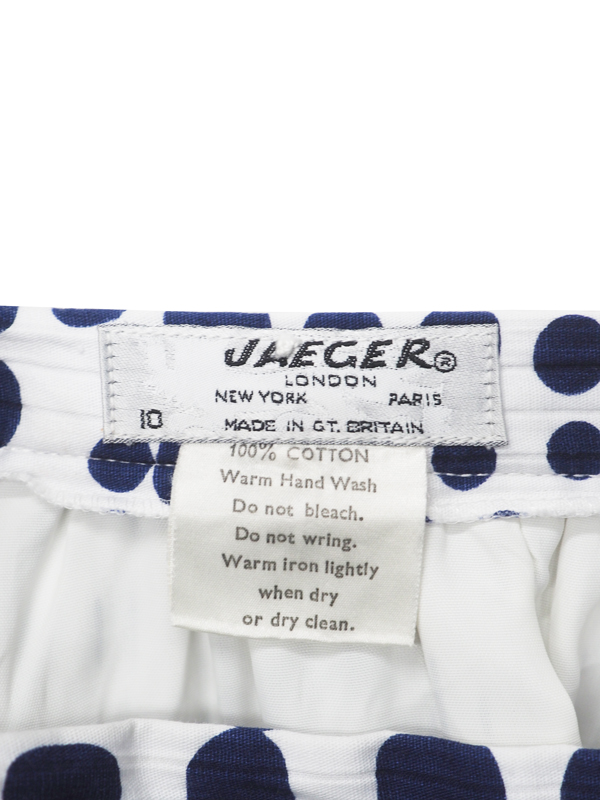 JAEGER®
LONDON
NEW YORK PARIS
10 MADE IN GT. BRITAIN
100% COTTON
Warm Hand Wash
Do not bleach.
Do not wring.
Warm iron lightly
when dry
or dry clean.